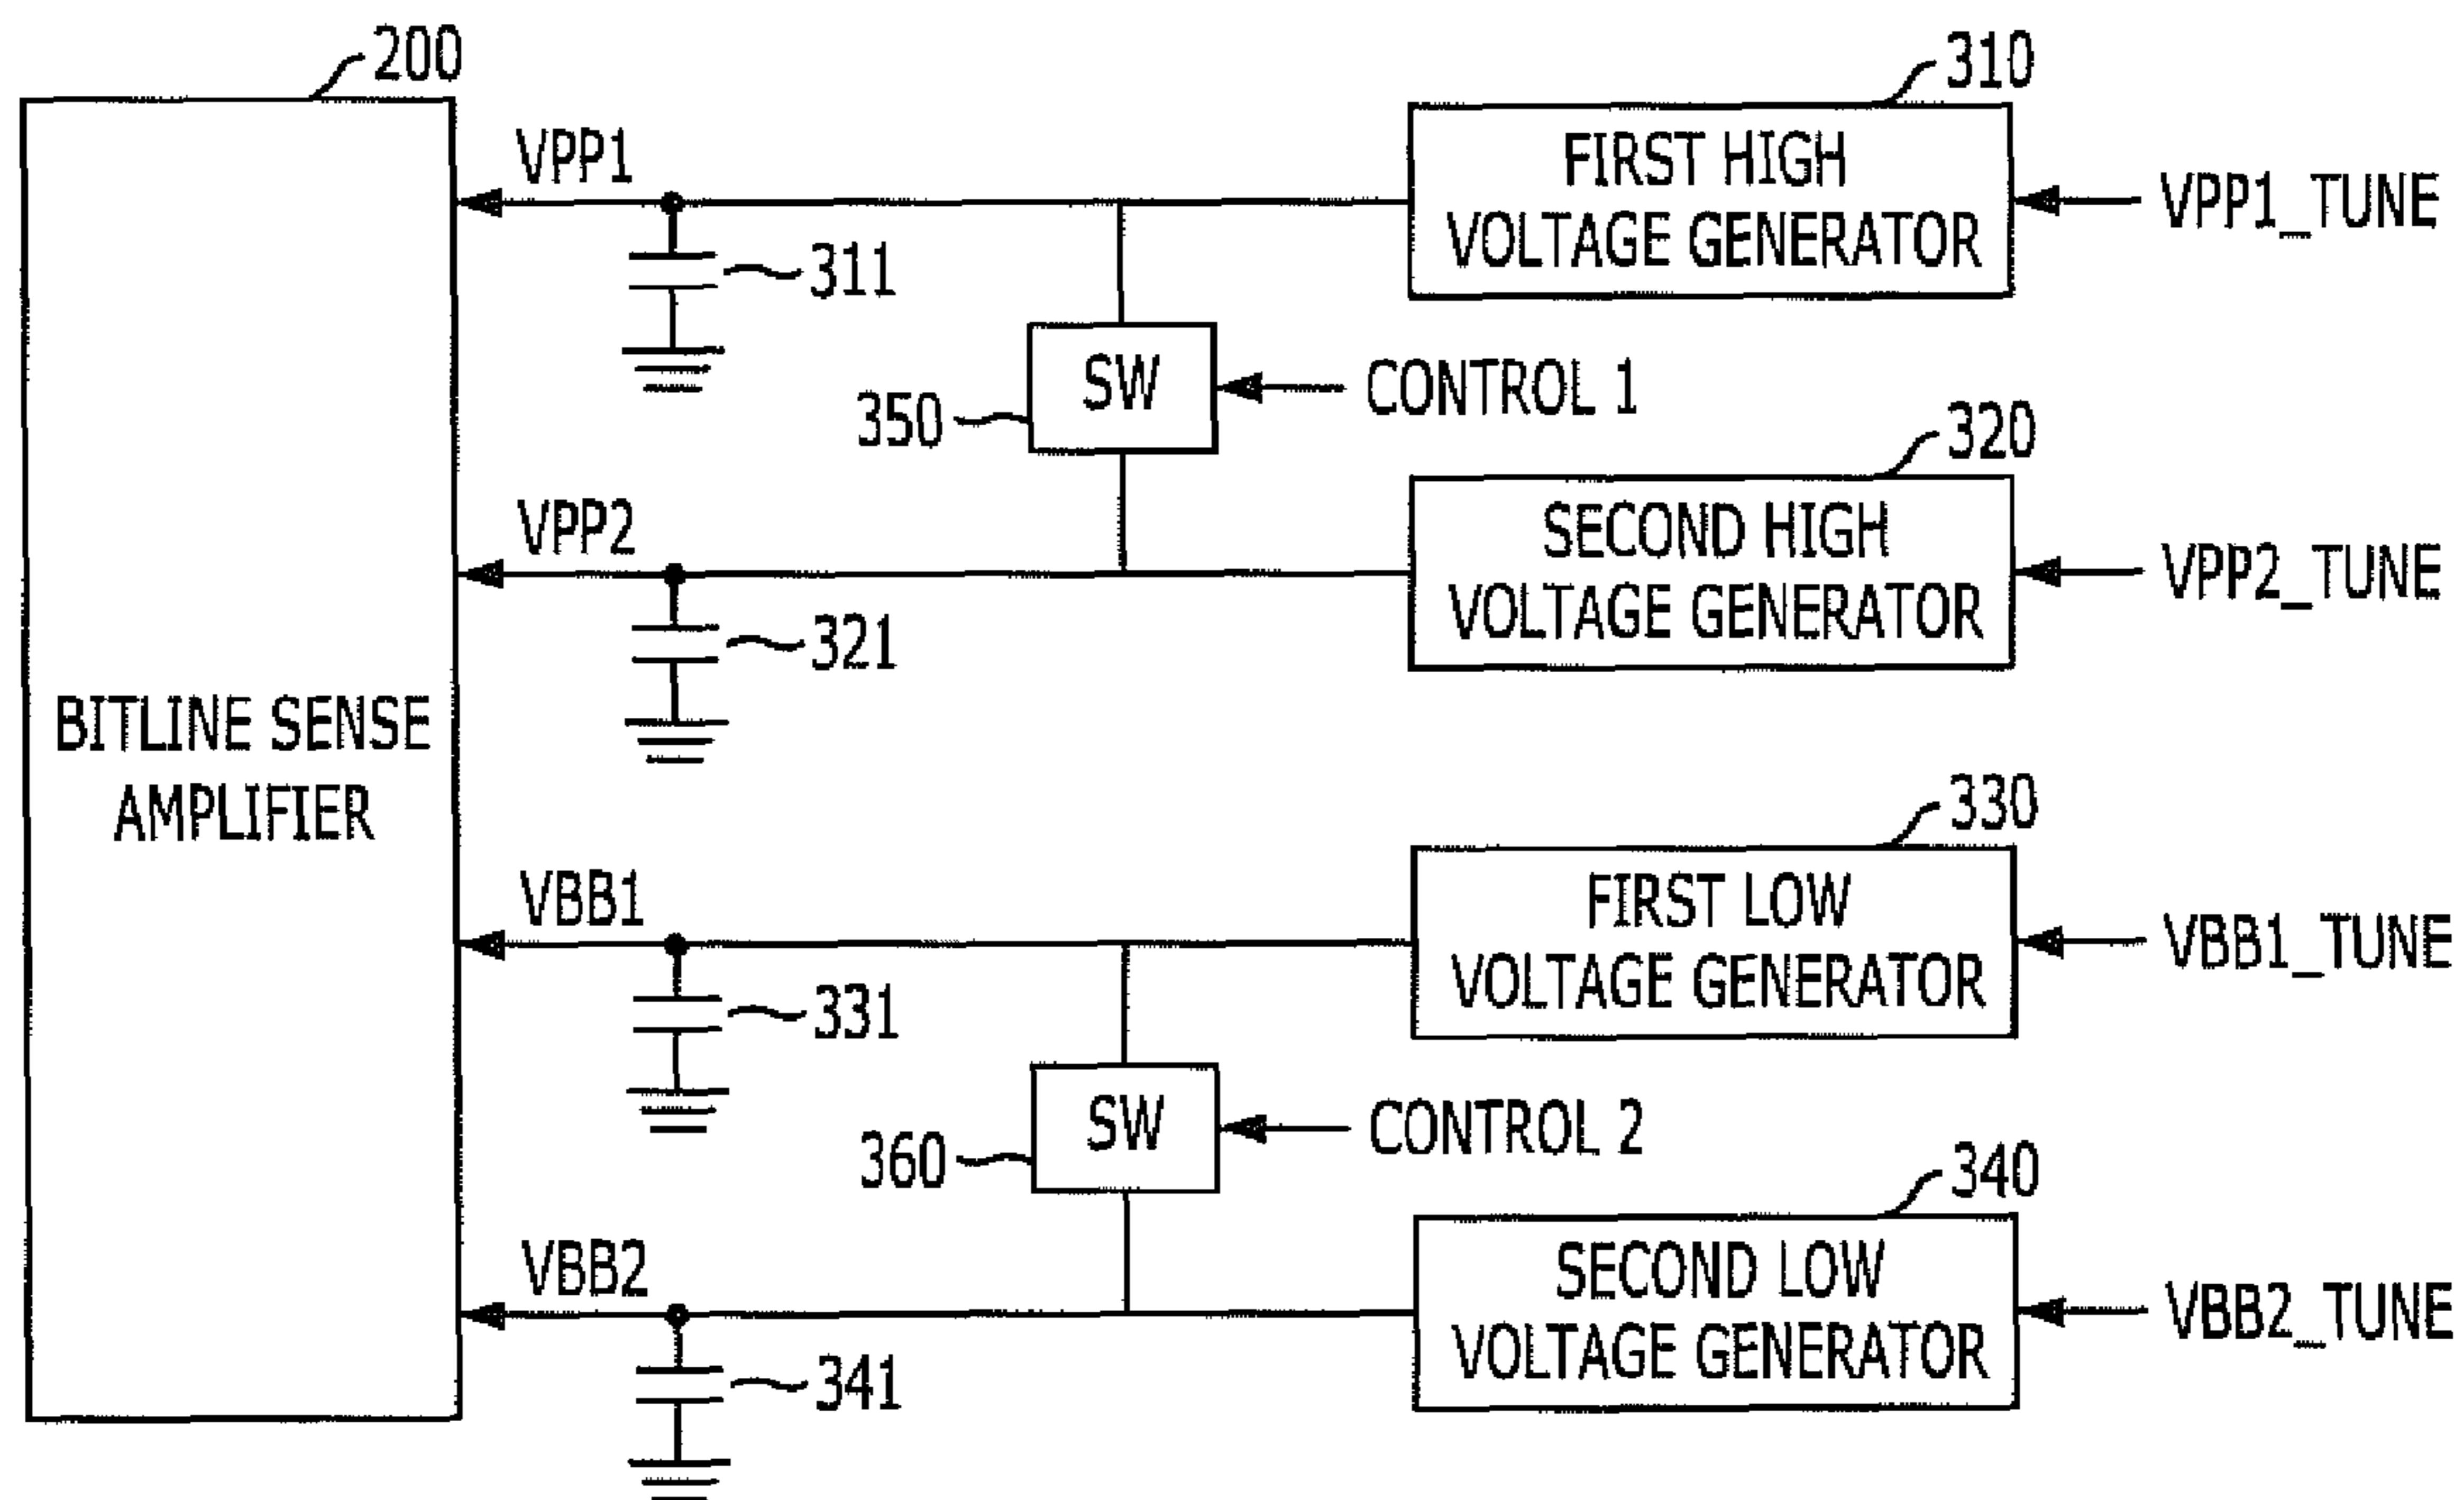 200
310
VPP1
FIRST HIGH
VOLTAGE GENERATOR
VPP1_TUNE
311
SW
CONTROL 1
350
320
VPP2
SECOND HIGH
VOLTAGE GENERATOR
VPP2_TUNE
321
BITLINE SENSE
AMPLIFIER
330
VBB1
FIRST LOW
VOLTAGE GENERATOR
VBB1_TUNE
331
SW
CONTROL 2
360
340
VBB2
SECOND LOW
VOLTAGE GENERATOR
VBB2_TUNE
341